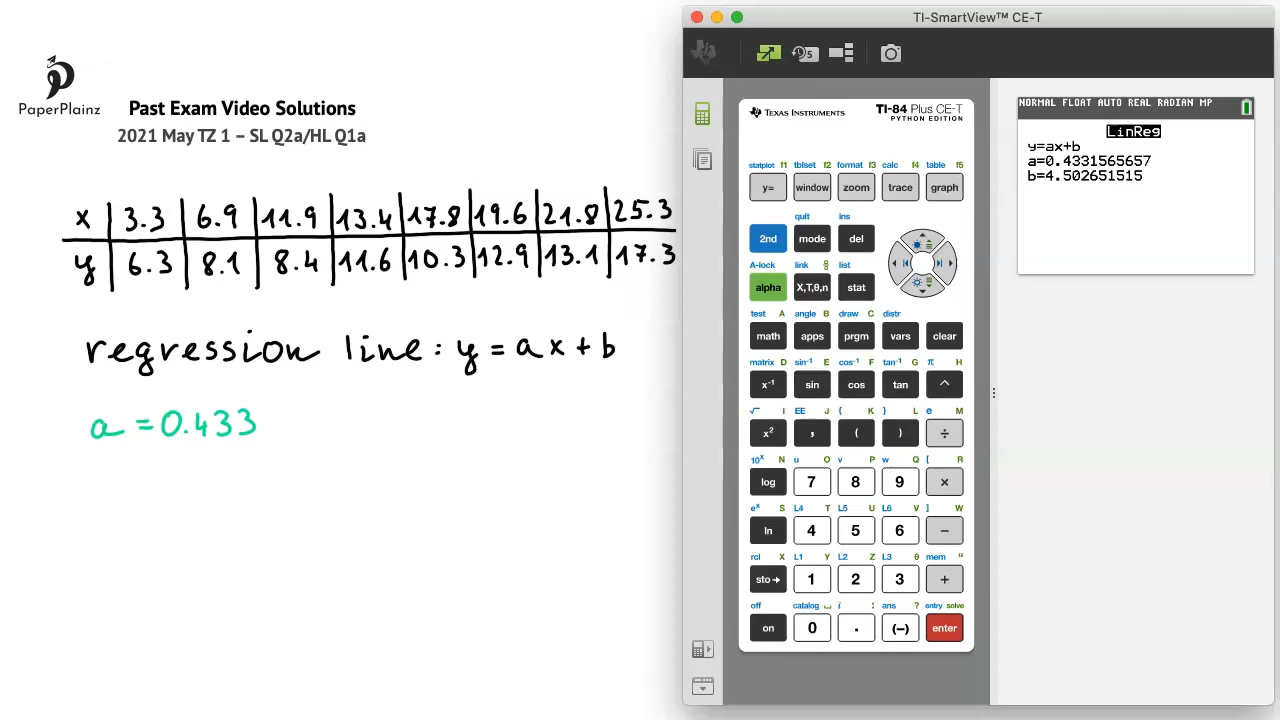 PaperPlainz
Past Exam Video Solutions
2021 May TZ 1 – SL Q2a/HL Q1a
x 3.3 6.9 11.9 13.4 17.8 19.6 21.8 25.3
y 6.3 8.1 8.4 11.6 10.3 12.9 13.1 17.3
regression line: y = ax + b
a = 0.433
TI-SmartView™ CE-T
5
TEXAS INSTRUMENTS TI-84 Plus CE-T
PYTHON EDITION
statplot f1 tblset f2 format f3 calc f4 table f5
y= window zoom trace graph
quit ins
2nd mode del
A-lock link list
alpha X,T,θ,n stat
test A angle B draw C distr
math apps prgm vars clear
matrix D sin⁻¹ E cos⁻¹ F tan⁻¹ G π H
x⁻¹ sin cos tan ^
√ I EE J { K } L e M
x² , ( ) ÷
10ˣ N u O v P w Q [ R
log 7 8 9 ×
eˣ S L4 T L5 U L6 V ] W
ln 4 5 6 −
rcl X L1 Y L2 Z L3 θ mem "
sto→ 1 2 3 +
off catalog ␣ i : ans ? entry solve
on 0 . (−) enter
NORMAL FLOAT AUTO REAL RADIAN MP
LinReg
y=ax+b
a=0.4331565657
b=4.502651515